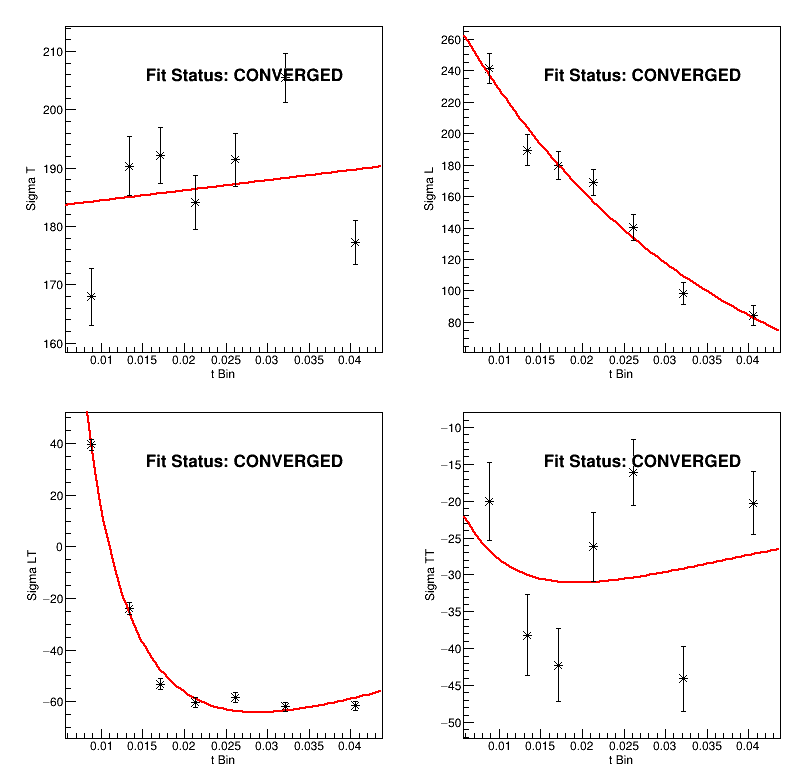 Fit Status: CONVERGED
Sigma T
210
200
190
180
170
160
0.01 0.015 0.02 0.025 0.03 0.035 0.04
t Bin
Fit Status: CONVERGED
Sigma L
260
240
220
200
180
160
140
120
100
80
0.01 0.015 0.02 0.025 0.03 0.035 0.04
t Bin
Fit Status: CONVERGED
Sigma LT
40
20
0
−20
−40
−60
0.01 0.015 0.02 0.025 0.03 0.035 0.04
t Bin
Fit Status: CONVERGED
Sigma TT
−10
−15
−20
−25
−30
−35
−40
−45
−50
0.01 0.015 0.02 0.025 0.03 0.035 0.04
t Bin